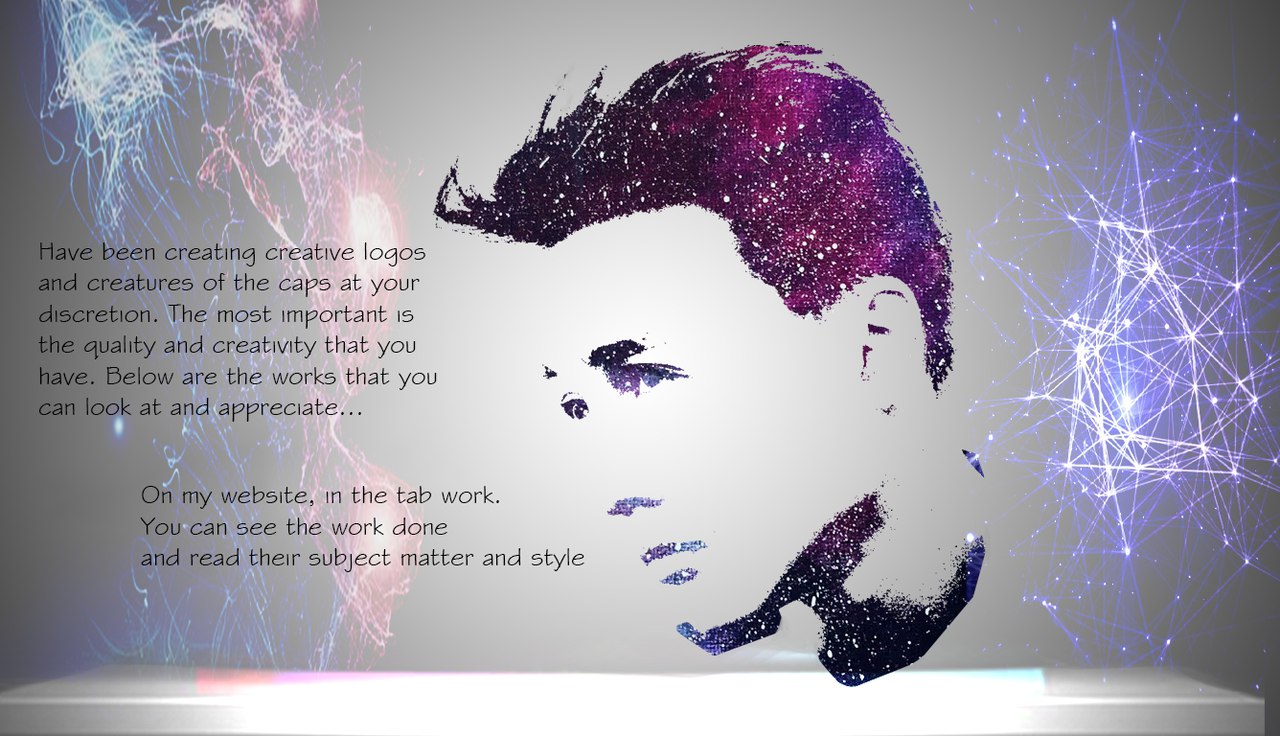 Have been creating creative logos
and creatures of the caps at your
discretion. The most important is
the quality and creativity that you
have. Below are the works that you
can look at and appreciate...
On my website, in the tab work.
You can see the work done
and read their subject matter and style